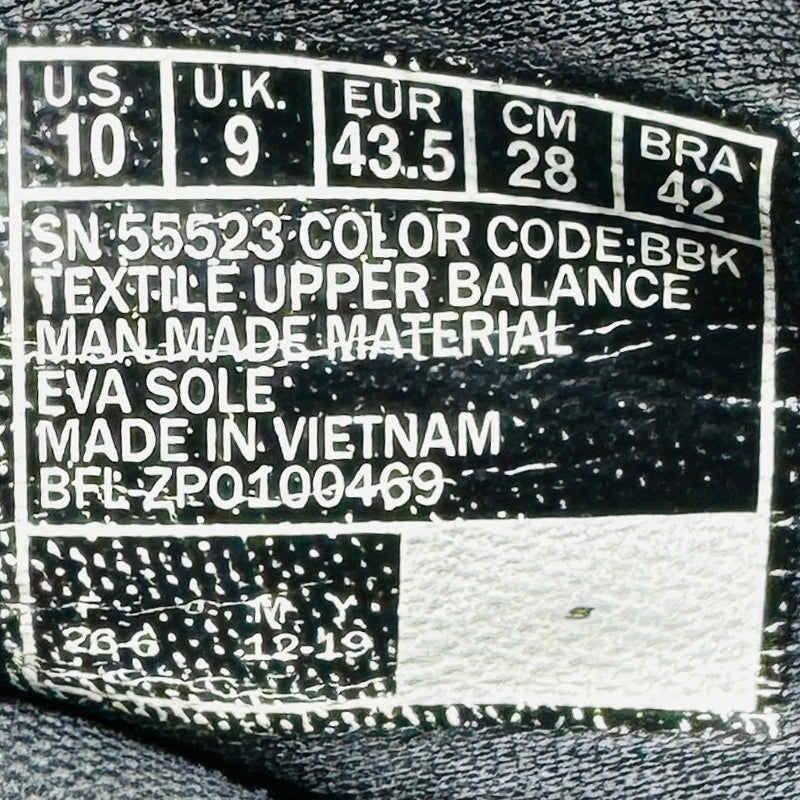 U.S. U.K. EUR CM BRA
10 9 43.5 28 42
SN 55523 COLOR CODE:BBK
TEXTILE UPPER BALANCE
MAN MADE MATERIAL
EVA SOLE
MADE IN VIETNAM
BFL-ZPO100469
M Y
12-19